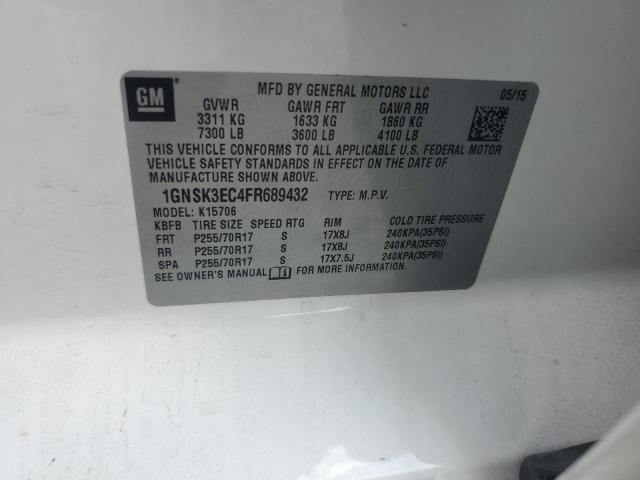 GM
MFD BY GENERAL MOTORS LLC 05/15
GVWR GAWR FRT GAWR RR
3311 KG 1633 KG 1860 KG
7300 LB 3600 LB 4100 LB
THIS VEHICLE CONFORMS TO ALL APPLICABLE U.S. FEDERAL MOTOR
VEHICLE SAFETY STANDARDS IN EFFECT ON THE DATE OF
MANUFACTURE SHOWN ABOVE.
1GNSK3EC4FR689432 TYPE: M.P.V.
MODEL: K15706
KBFB TIRE SIZE SPEED RTG RIM COLD TIRE PRESSURE
FRT P255/70R17 S 17X8J 240KPA(35PSI)
RR P255/70R17 S 17X8J 240KPA(35PSI)
SPA P255/70R17 S 17X7.5J 240KPA(35PSI)
SEE OWNER'S MANUAL FOR MORE INFORMATION.